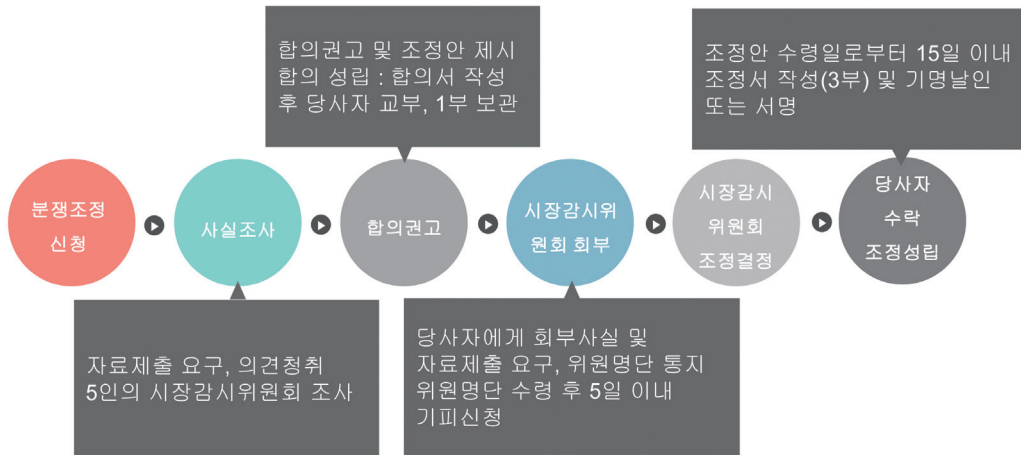 합의권고 및 조정안 제시
합의 성립 : 합의서 작성
후 당사자 교부, 1부 보관
조정안 수령일로부터 15일 이내
조정서 작성(3부) 및 기명날인
또는 서명
분쟁조정
신청
사실조사
합의권고
시장감시위
원회 회부
시장감시
위원회
조정결정
당사자
수락
조정성립
자료제출 요구, 의견청취
5인의 시장감시위원회 조사
당사자에게 회부사실 및
자료제출 요구, 위원명단 통지
위원명단 수령 후 5일 이내
기피신청